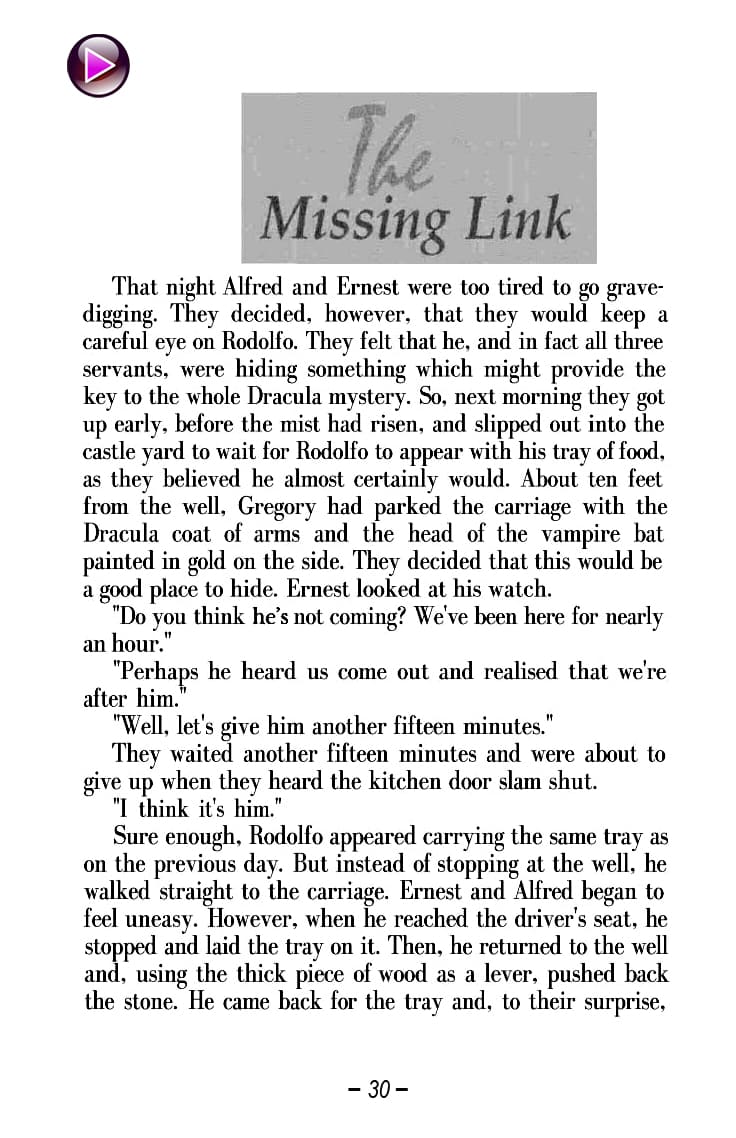 The
Missing Link
That night Alfred and Ernest were too tired to go grave-
digging. They decided, however, that they would keep a
careful eye on Rodolfo. They felt that he, and in fact all three
servants, were hiding something which might provide the
key to the whole Dracula mystery. So, next morning they got
up early, before the mist had risen, and slipped out into the
castle yard to wait for Rodolfo to appear with his tray of food,
as they believed he almost certainly would. About ten feet
from the well, Gregory had parked the carriage with the
Dracula coat of arms and the head of the vampire bat
painted in gold on the side. They decided that this would be
a good place to hide. Ernest looked at his watch.
"Do you think he’s not coming? We've been here for nearly
an hour."
"Perhaps he heard us come out and realised that we're
after him."
"Well, let's give him another fifteen minutes."
They waited another fifteen minutes and were about to
give up when they heard the kitchen door slam shut.
"I think it's him."
Sure enough, Rodolfo appeared carrying the same tray as
on the previous day. But instead of stopping at the well, he
walked straight to the carriage. Ernest and Alfred began to
feel uneasy. However, when he reached the driver's seat, he
stopped and laid the tray on it. Then, he returned to the well
and, using the thick piece of wood as a lever, pushed back
the stone. He came back for the tray and, to their surprise,
– 30 –